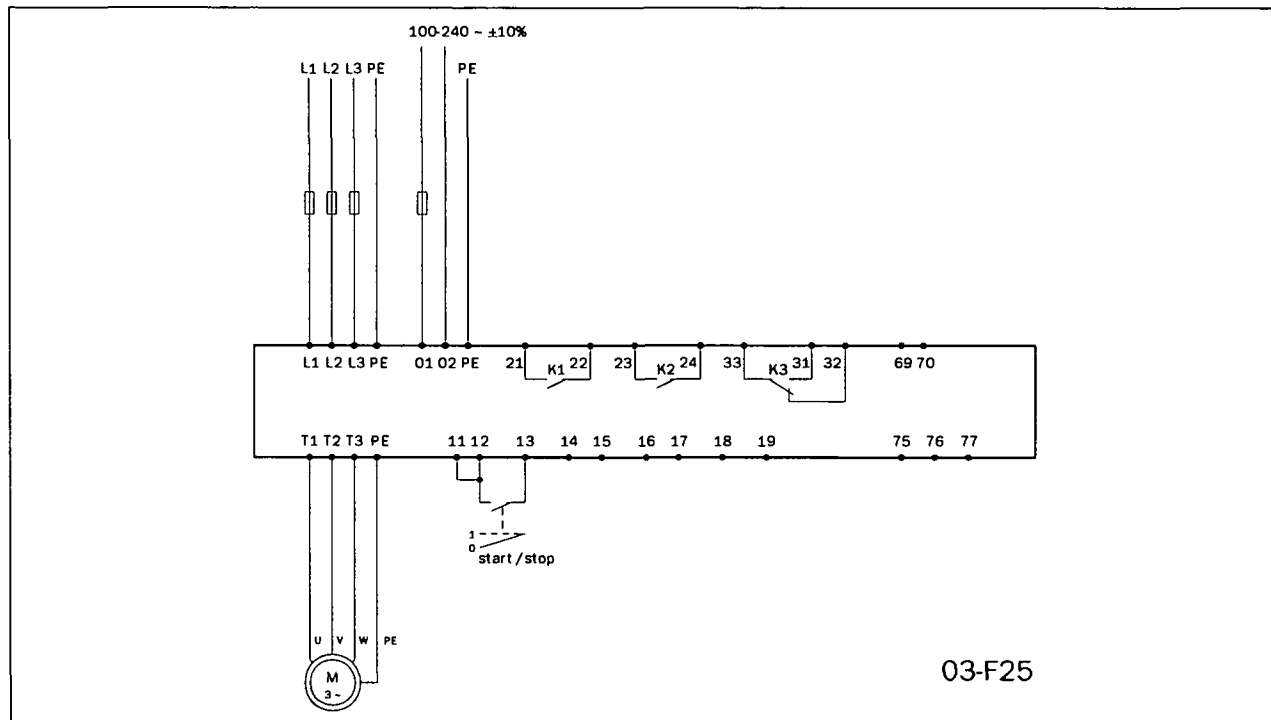 100-240 ~ ±10%
L1 L2 L3 PE PE
L1 L2 L3 PE 01 02 PE 21 K1 22 23 K2 24 33 K3 31 32 69 70
T1 T2 T3 PE 11 12 13 14 15 16 17 18 19 75 76 77
1
0
start/stop
U V W PE
M
3 ~
03-F25